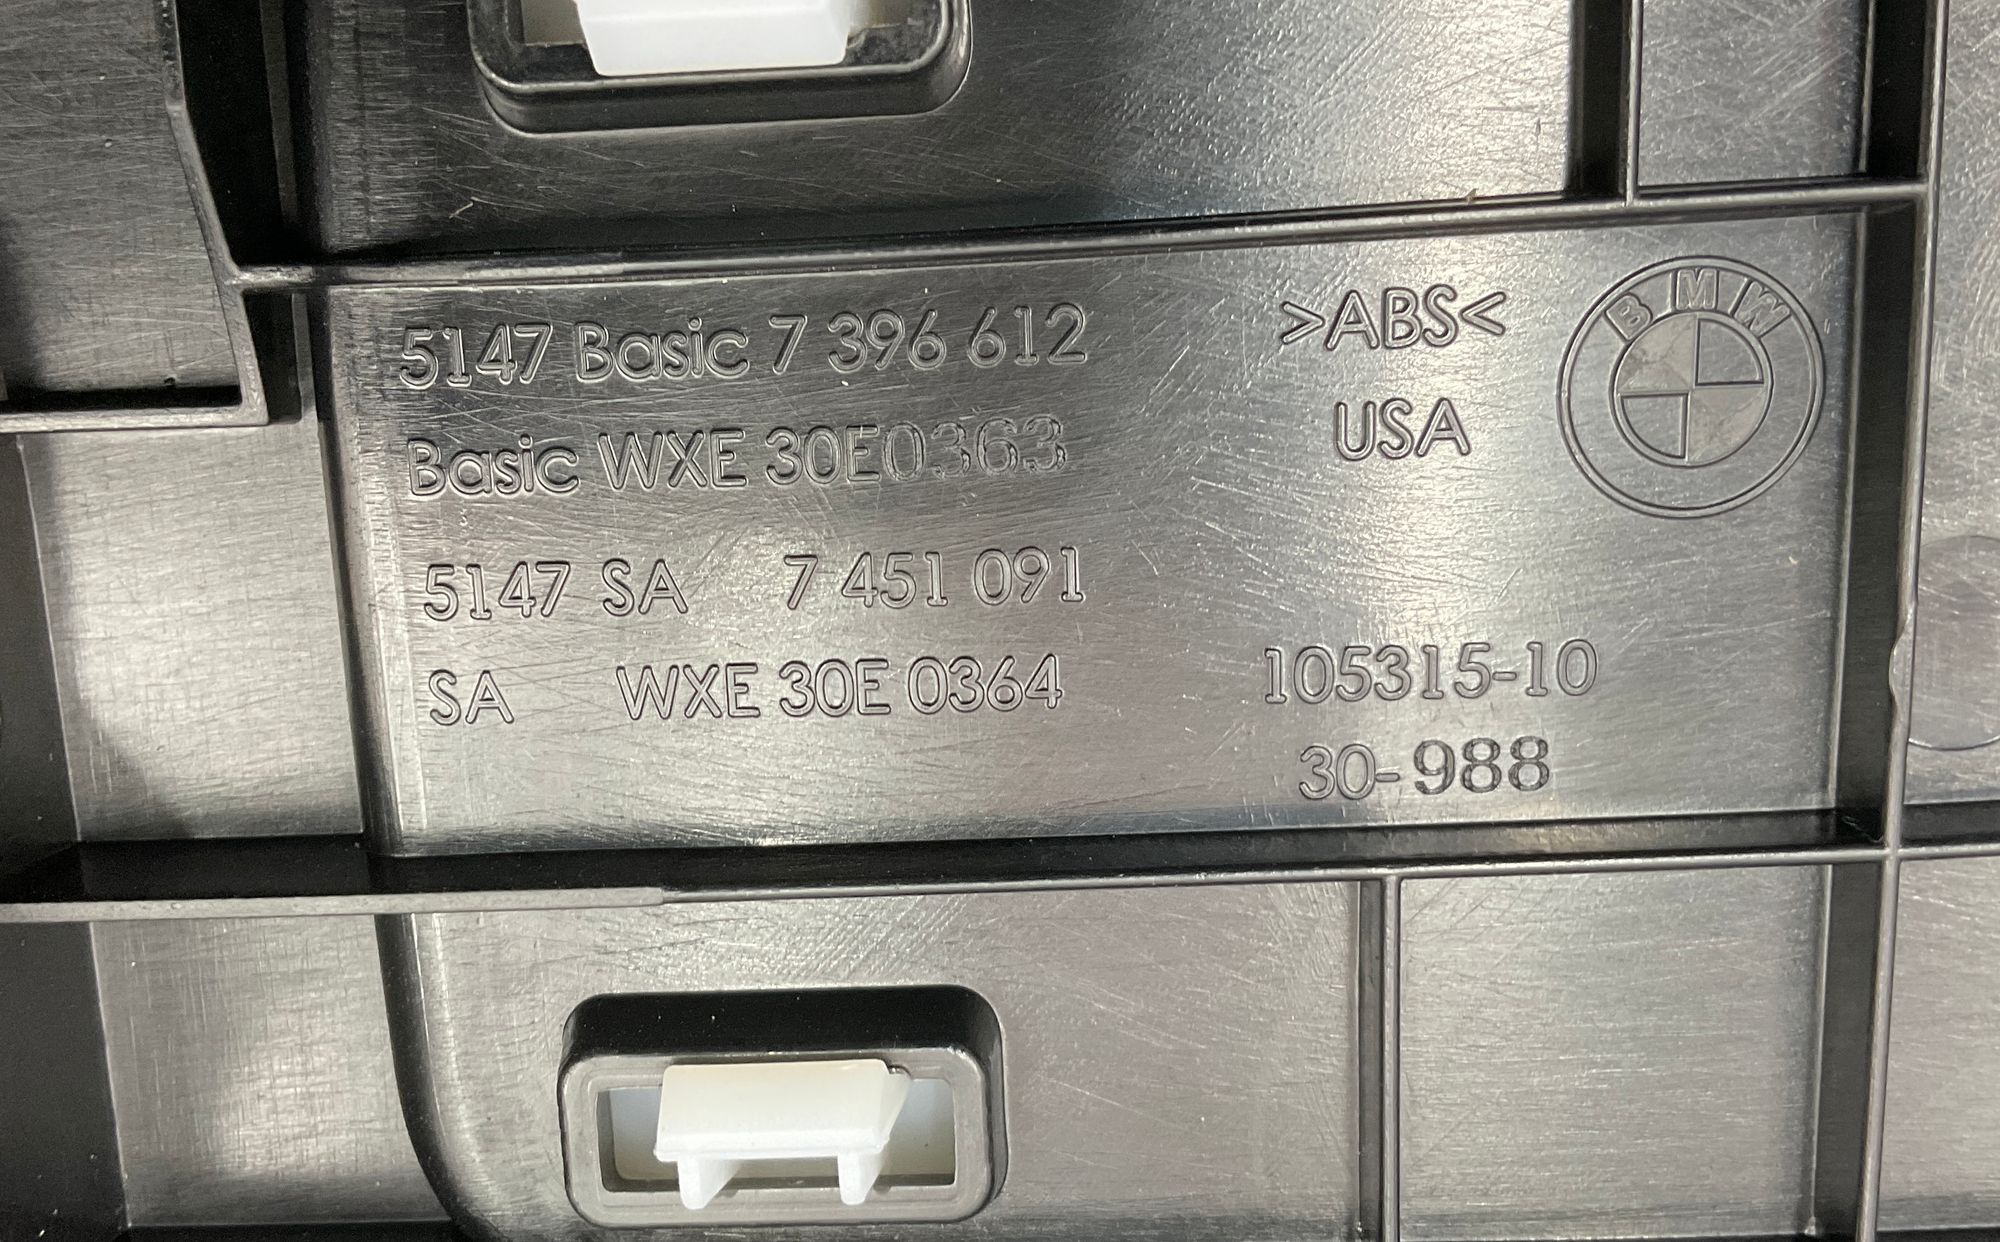 5147 Basic 7 396 612
Basic WXE 30E0363
5147 SA 7 451 091
SA WXE 30E 0364
>ABS<
USA
BMW
105315-10
30-988